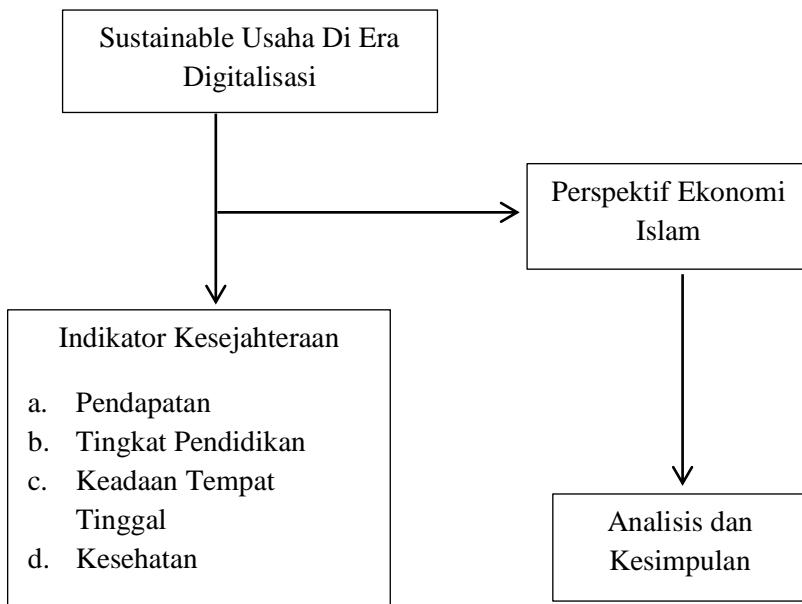 Sustainable Usaha Di Era
Digitalisasi
Perspektif Ekonomi
Islam
Indikator Kesejahteraan
a. Pendapatan
b. Tingkat Pendidikan
c. Keadaan Tempat
Tinggal
d. Kesehatan
Analisis dan
Kesimpulan